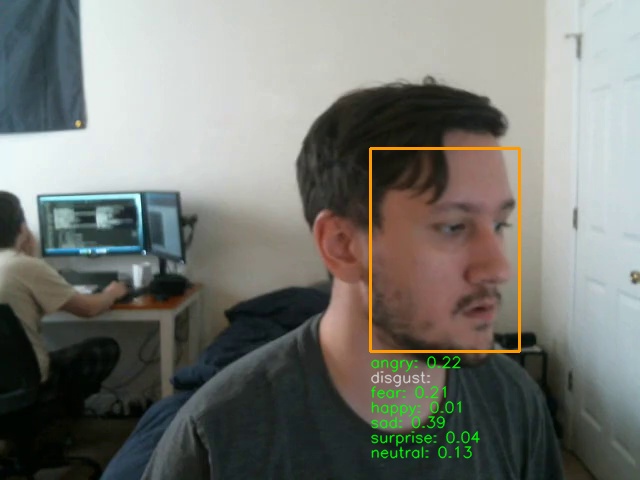 angry: 0.22
disgust:
fear: 0.21
happy: 0.01
sad: 0.39
surprise: 0.04
neutral: 0.13